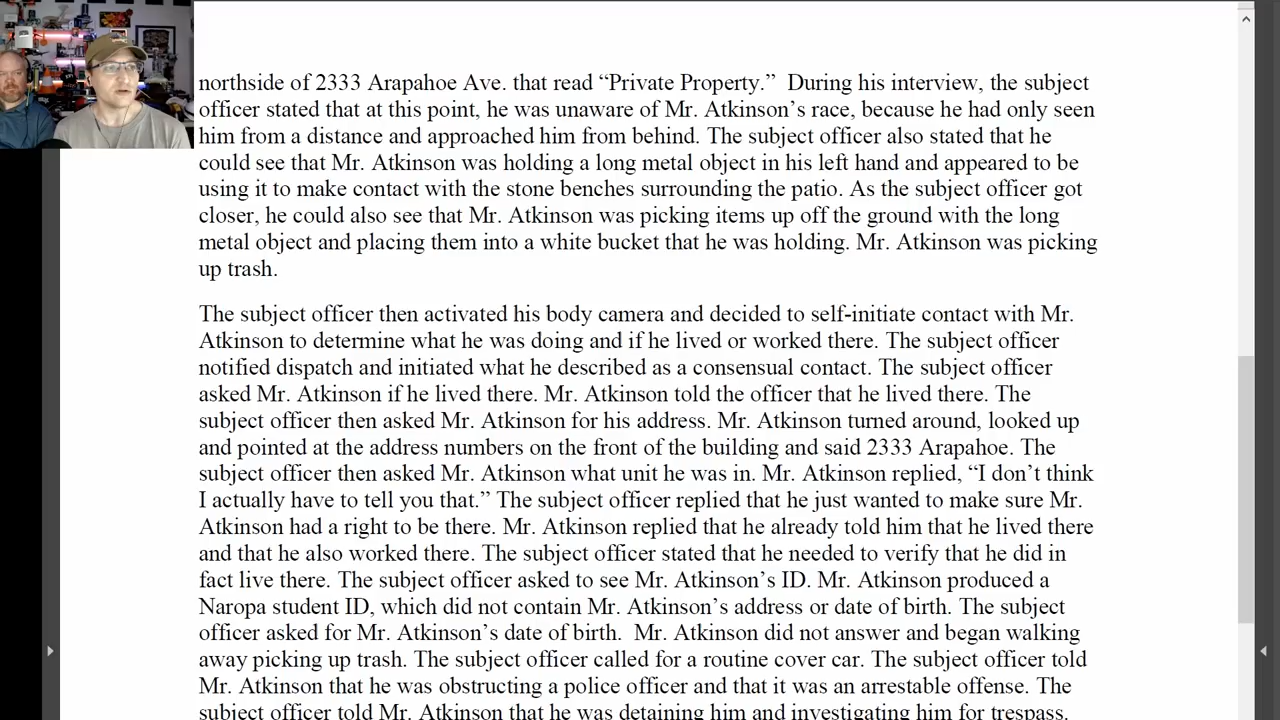 northside of 2333 Arapahoe Ave. that read “Private Property.”  During his interview, the subject
officer stated that at this point, he was unaware of Mr. Atkinson’s race, because he had only seen
him from a distance and approached him from behind. The subject officer also stated that he
could see that Mr. Atkinson was holding a long metal object in his left hand and appeared to be
using it to make contact with the stone benches surrounding the patio. As the subject officer got
closer, he could also see that Mr. Atkinson was picking items up off the ground with the long
metal object and placing them into a white bucket that he was holding. Mr. Atkinson was picking
up trash.
The subject officer then activated his body camera and decided to self-initiate contact with Mr.
Atkinson to determine what he was doing and if he lived or worked there. The subject officer
notified dispatch and initiated what he described as a consensual contact. The subject officer
asked Mr. Atkinson if he lived there. Mr. Atkinson told the officer that he lived there. The
subject officer then asked Mr. Atkinson for his address. Mr. Atkinson turned around, looked up
and pointed at the address numbers on the front of the building and said 2333 Arapahoe. The
subject officer then asked Mr. Atkinson what unit he was in. Mr. Atkinson replied, “I don’t think
I actually have to tell you that.” The subject officer replied that he just wanted to make sure Mr.
Atkinson had a right to be there. Mr. Atkinson replied that he already told him that he lived there
and that he also worked there. The subject officer stated that he needed to verify that he did in
fact live there. The subject officer asked to see Mr. Atkinson’s ID. Mr. Atkinson produced a
Naropa student ID, which did not contain Mr. Atkinson’s address or date of birth. The subject
officer asked for Mr. Atkinson’s date of birth.  Mr. Atkinson did not answer and began walking
away picking up trash. The subject officer called for a routine cover car. The subject officer told
Mr. Atkinson that he was obstructing a police officer and that it was an arrestable offense. The
subject officer told Mr. Atkinson that he was detaining him and investigating him for trespass.